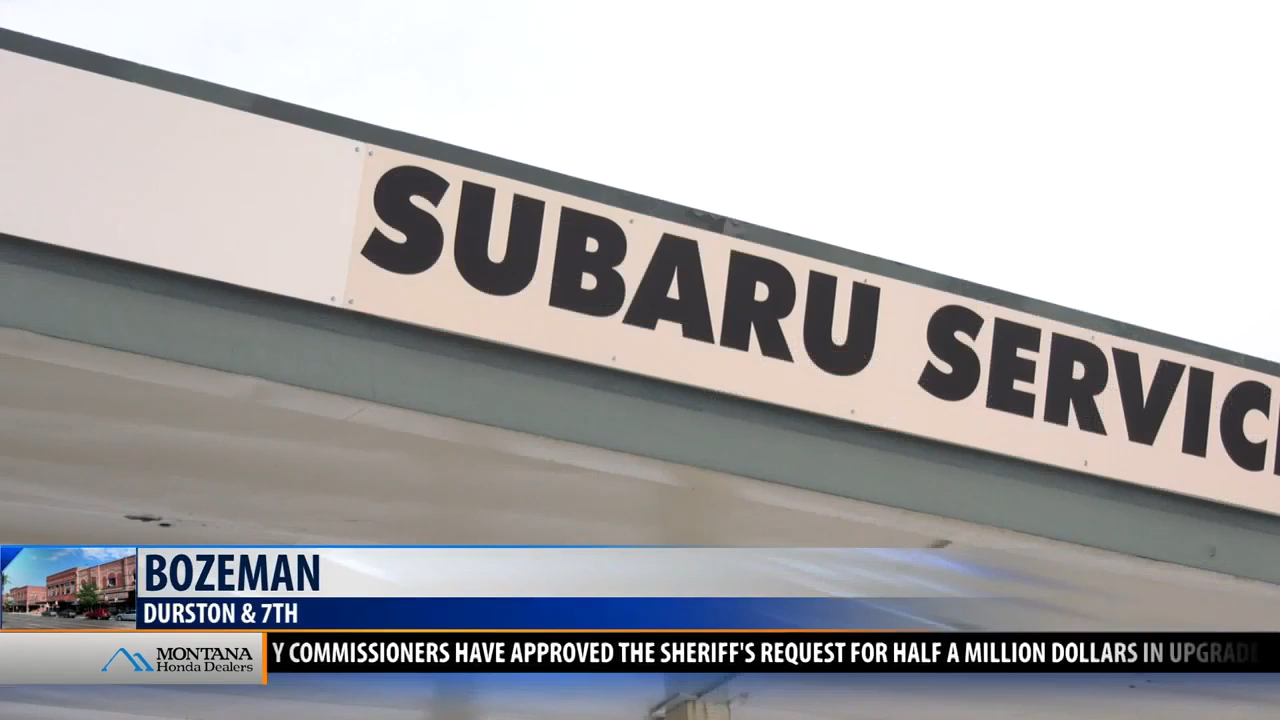 SUBARU SERVIC
BOZEMAN
DURSTON & 7TH
MONTANA
Honda Dealers
Y COMMISSIONERS HAVE APPROVED THE SHERIFF'S REQUEST FOR HALF A MILLION DOLLARS IN UPGRADE